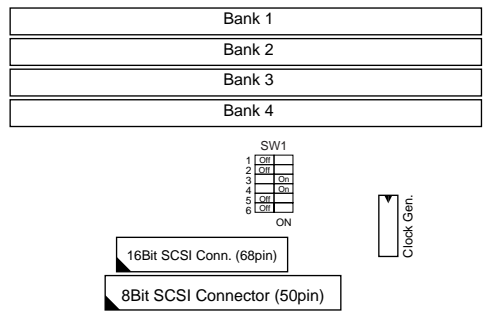 Bank 1
Bank 2
Bank 3
Bank 4
SW1
1 Off
2 Off
3 On
4 On
5 Off
6 Off
ON
Clock Gen.
16Bit SCSI Conn. (68pin)
8Bit SCSI Connector (50pin)